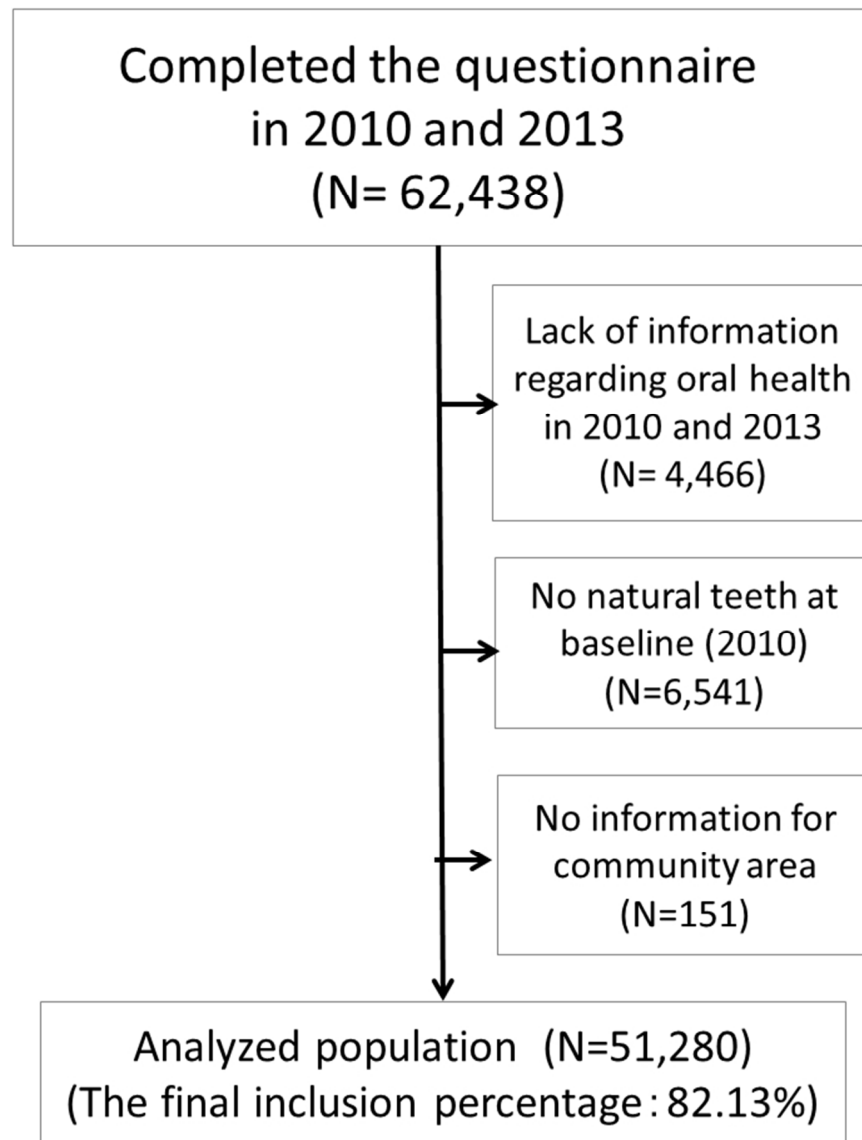 Completed the questionnaire
in 2010 and 2013
(N= 62,438)
Lack of information
regarding oral health
in 2010 and 2013
(N= 4,466)
No natural teeth at
baseline (2010)
(N=6,541)
No information for
community area
(N=151)
Analyzed population (N=51,280)
(The final inclusion percentage: 82.13%)